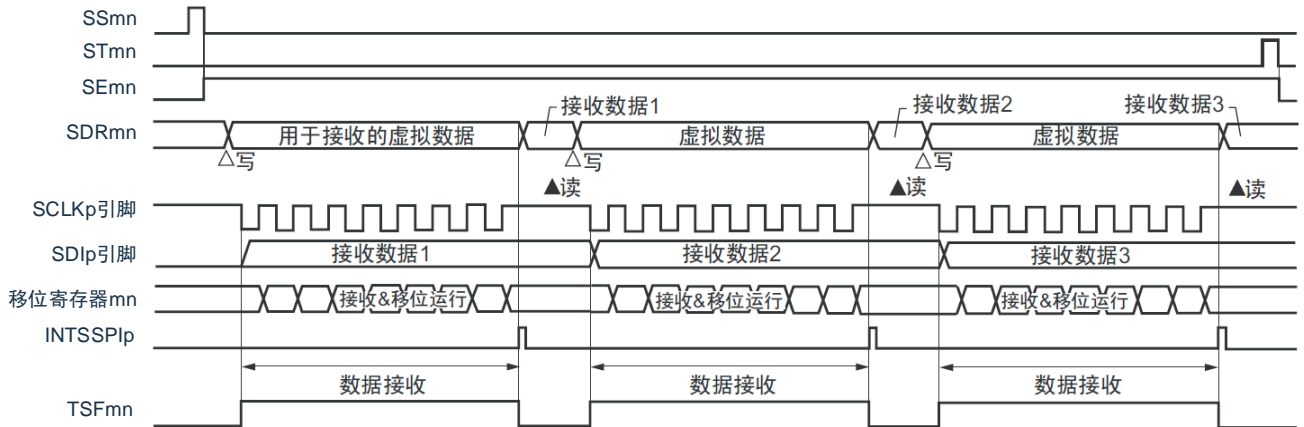 SSmn
STmn
SEmn
接收数据1 接收数据2 接收数据3
SDRmn 用于接收的虚拟数据 虚拟数据 虚拟数据
△写 △写 △写
▲读 ▲读 ▲读
SCLKp引脚
SDIp引脚 接收数据1 接收数据2 接收数据3
移位寄存器mn 接收&移位运行 接收&移位运行 接收&移位运行
INTSSPIp
数据接收 数据接收 数据接收
TSFmn